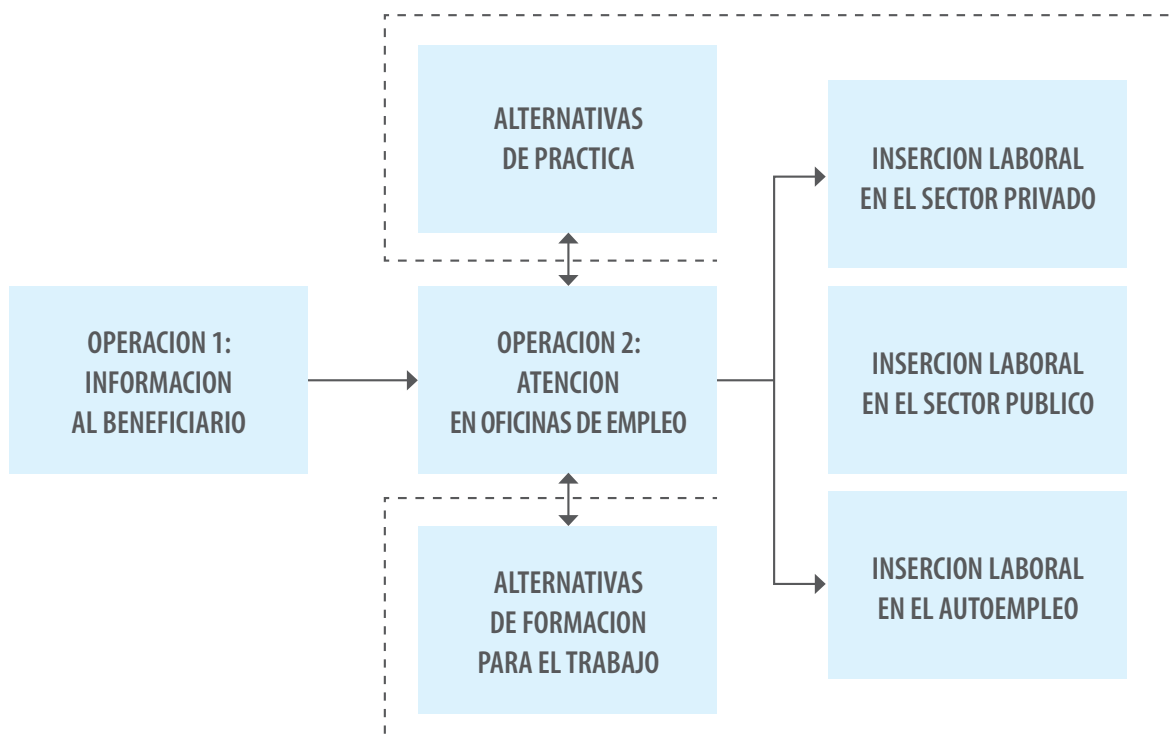 ALTERNATIVAS
DE PRACTICA
INSERCION LABORAL
EN EL SECTOR PRIVADO
OPERACION 1:
INFORMACION
AL BENEFICIARIO
OPERACION 2:
ATENCION
EN OFICINAS DE EMPLEO
INSERCION LABORAL
EN EL SECTOR PUBLICO
ALTERNATIVAS
DE FORMACION
PARA EL TRABAJO
INSERCION LABORAL
EN EL AUTOEMPLEO